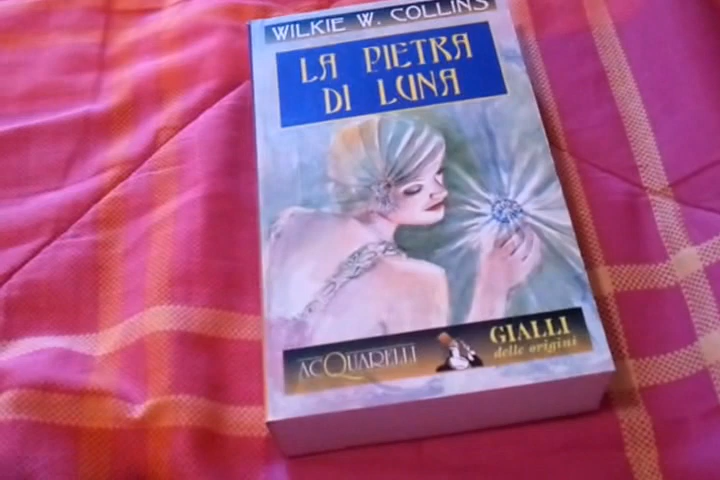 WILKIE W. COLLINS
LA PIETRA
DI LUNA
ACQUARELLI
GIALLI
delle origini